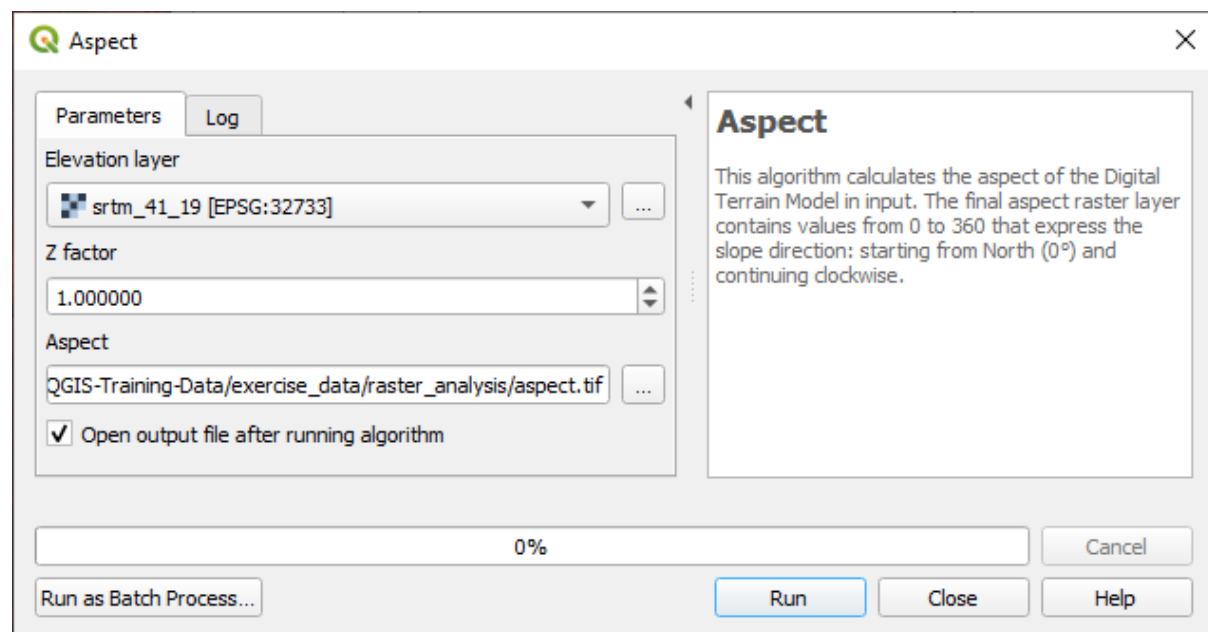 Aspect
Parameters
Log
Elevation layer
srtm_41_19 [EPSG:32733]
...
Z factor
1.000000
Aspect
QGIS-Training-Data/exercise_data/raster_analysis/aspect.tif
...
Open output file after running algorithm
Aspect
This algorithm calculates the aspect of the Digital
Terrain Model in input. The final aspect raster layer
contains values from 0 to 360 that express the
slope direction: starting from North (0°) and
continuing clockwise.
0%
Cancel
Run as Batch Process...
Run
Close
Help